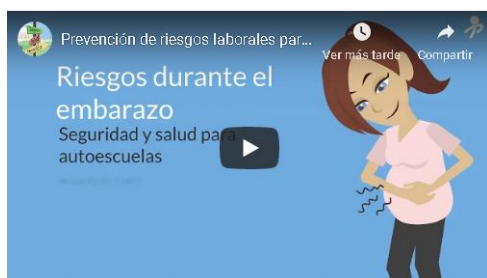 Prevención de riesgos laborales par...
Ver más tarde
Compartir
Riesgos durante el
embarazo
Seguridad y salud para
autoescuelas